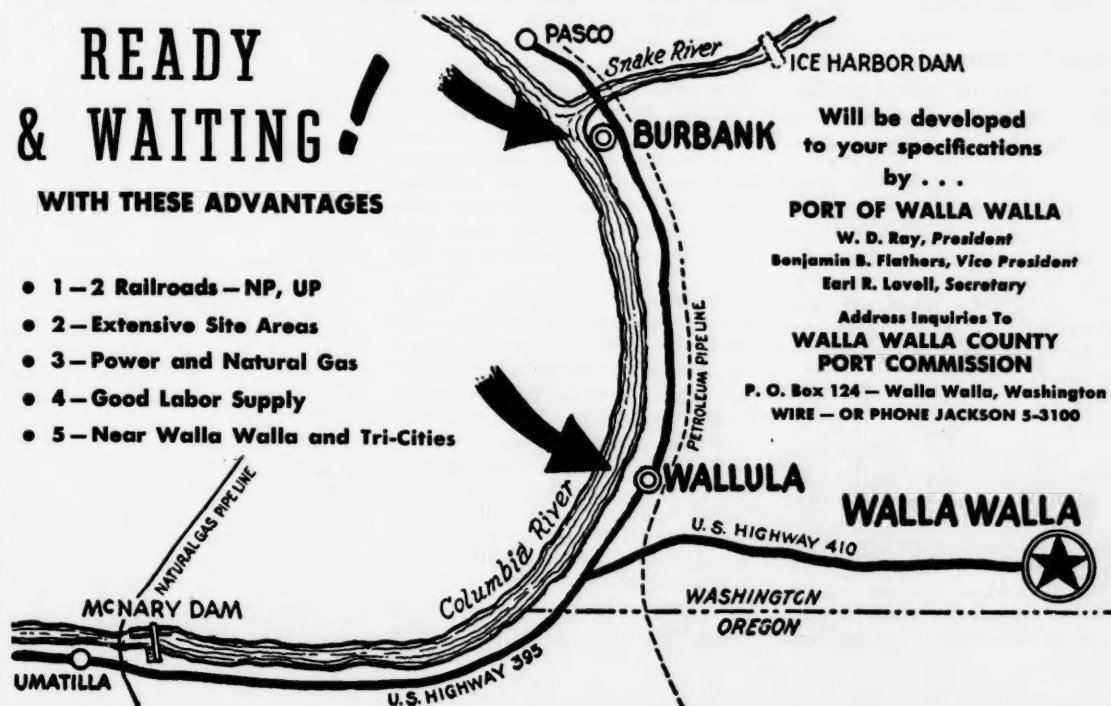 READY
& WAITING!
WITH THESE ADVANTAGES
• 1—2 Railroads—NP, UP
• 2—Extensive Site Areas
• 3—Power and Natural Gas
• 4—Good Labor Supply
• 5—Near Walla Walla and Tri-Cities
PASCO
Snake River
ICE HARBOR DAM
BURBANK
Will be developed
to your specifications
by . . .
PORT OF WALLA WALLA
W. D. Ray, President
Benjamin B. Flathers, Vice President
Earl R. Lovell, Secretary
Address Inquiries To
WALLA WALLA COUNTY
PORT COMMISSION
P. O. Box 124 — Walla Walla, Washington
WIRE — OR PHONE JACKSON 5-3100
PETROLEUM PIPELINE
WALLULA
WALLA WALLA
U.S. HIGHWAY 410
Columbia River
NATURAL GAS PIPELINE
MCNARY DAM
WASHINGTON
OREGON
UMATILLA
U.S. HIGHWAY 395